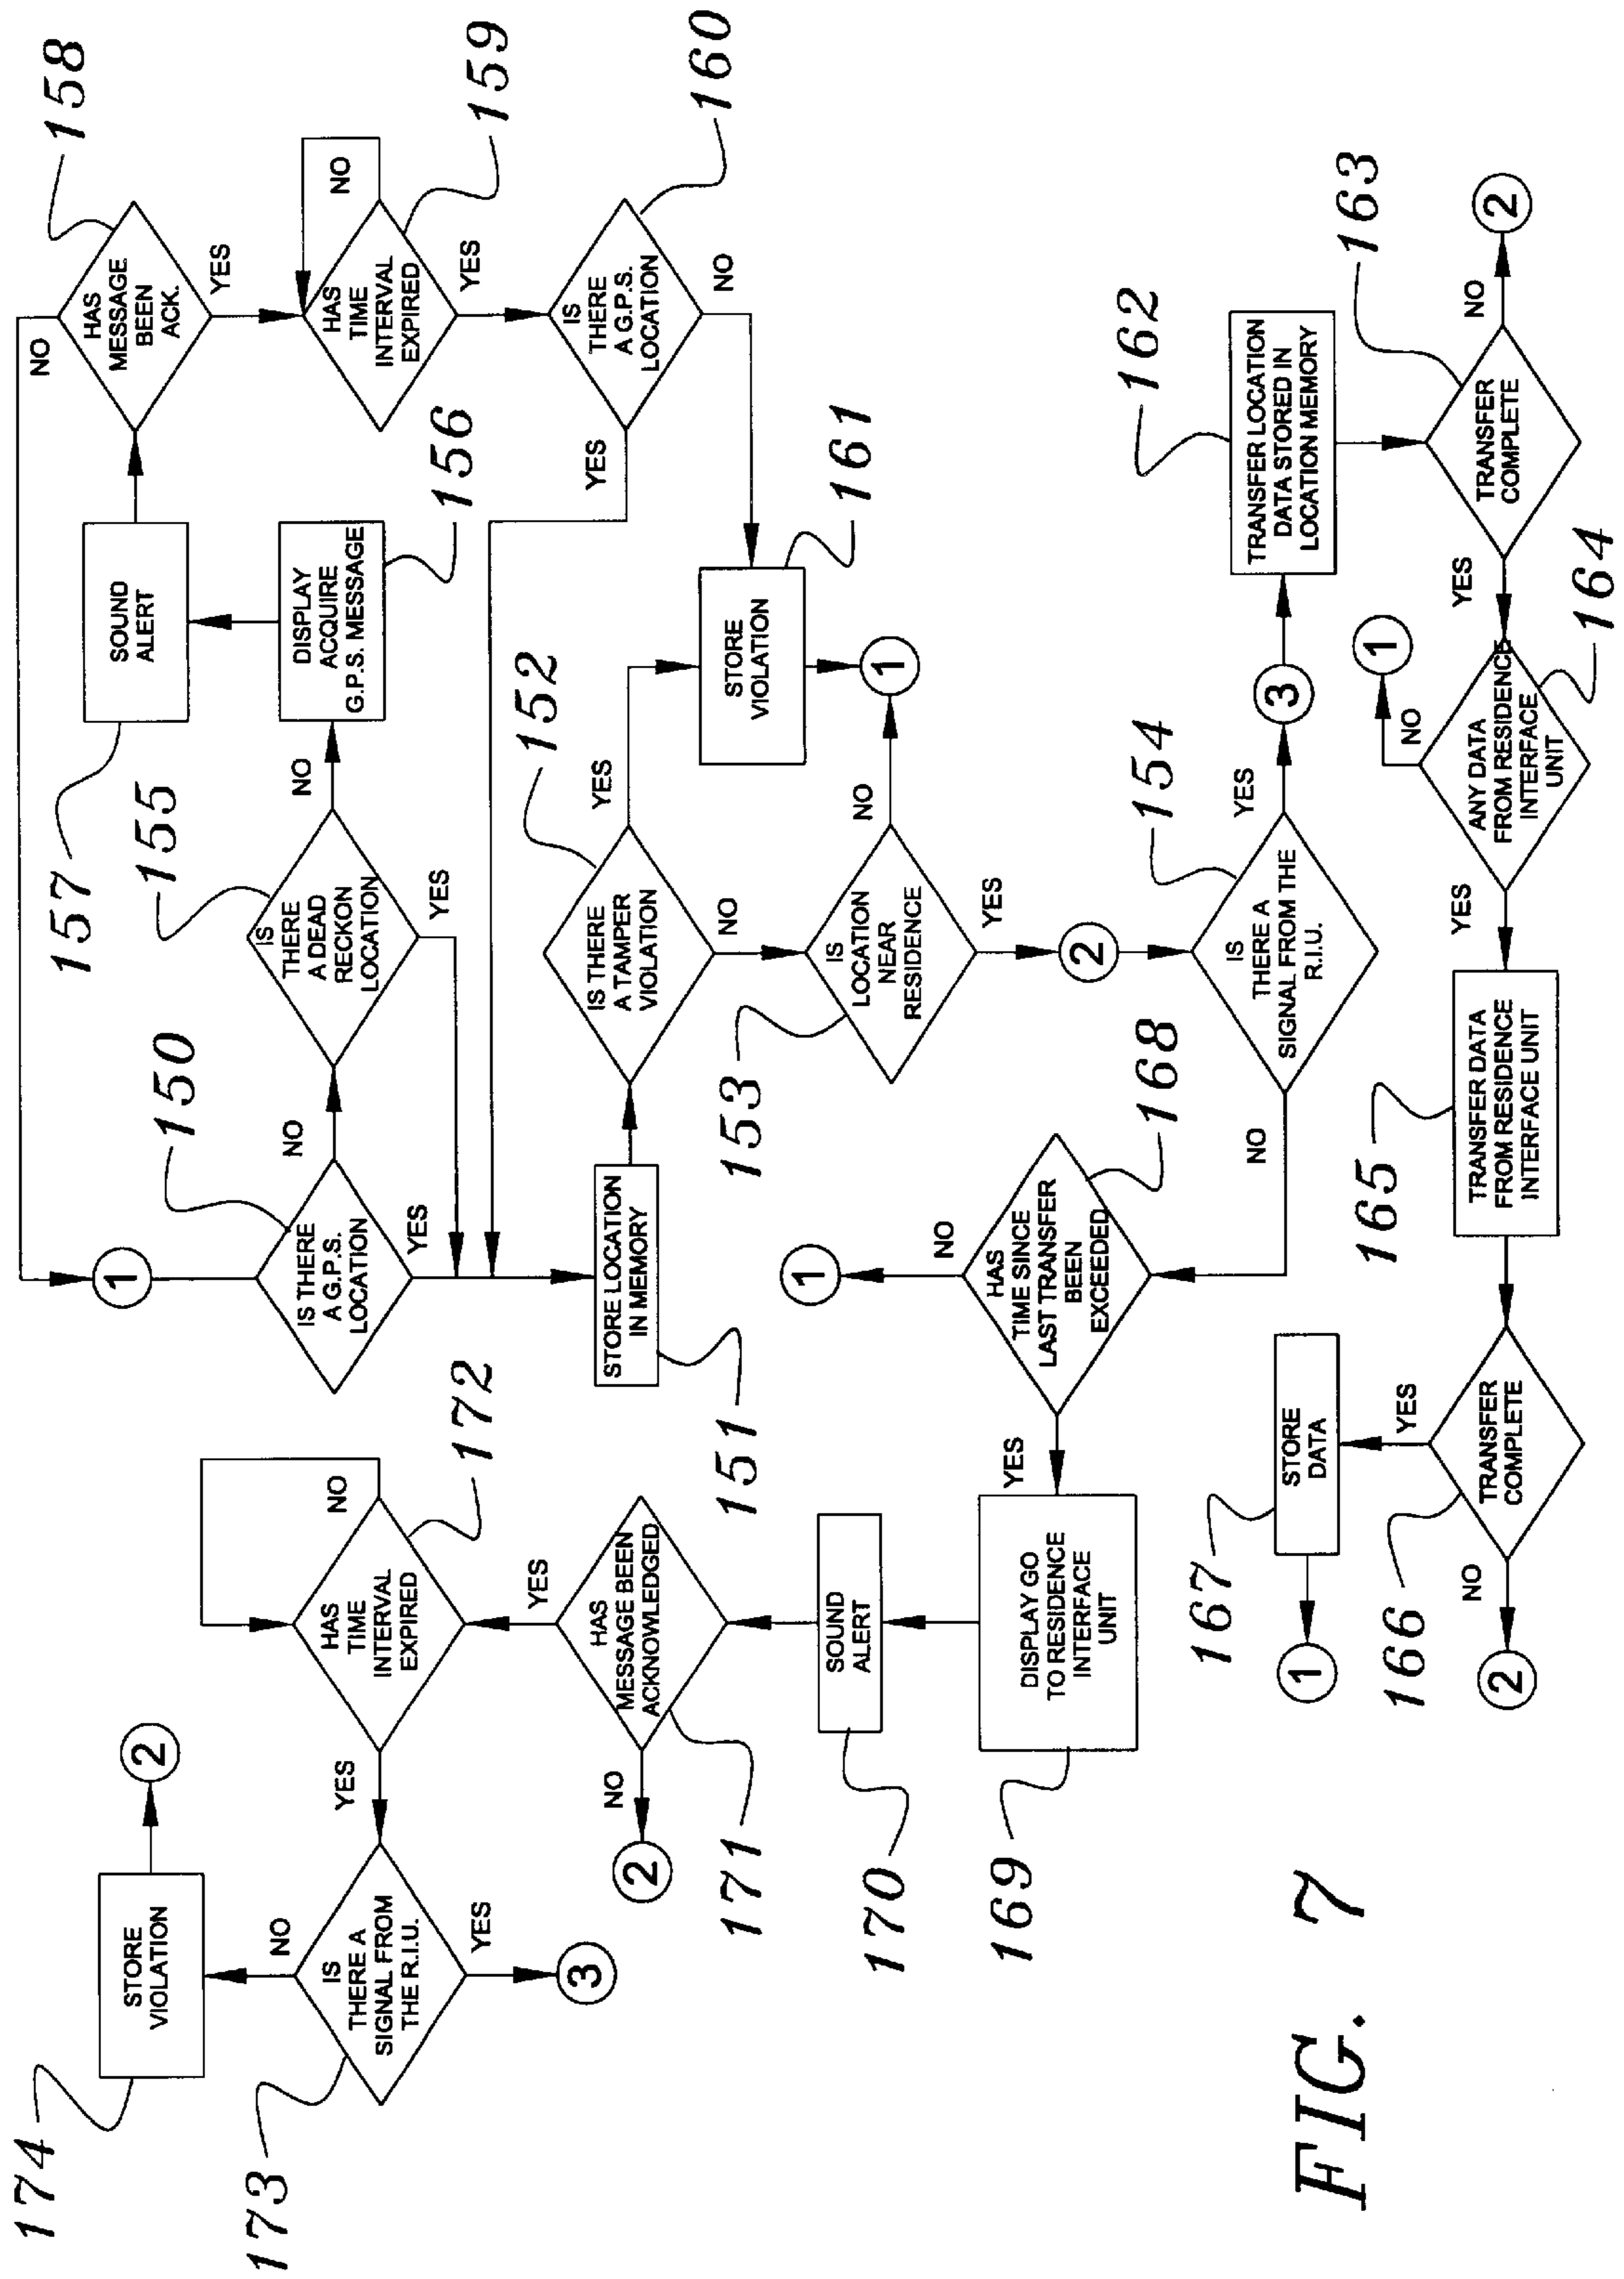 158
NO
HAS
MESSAGE
BEEN
ACK.
YES
NO
HAS
TIME
INTERVAL
EXPIRED
159
YES
IS
THERE
A G.P.S.
LOCATION
160
NO
YES
SOUND
ALERT
157
DISPLAY
ACQUIRE
G.P.S. MESSAGE
156
NO
155
IS
THERE
A DEAD
RECKON
LOCATION
YES
NO
150
1
IS THERE
A G.P.S.
LOCATION
YES
STORE LOCATION
IN MEMORY
151
152
IS THERE
A TAMPER
VIOLATION
YES
NO
STORE
VIOLATION
161
1
NO
153
IS
LOCATION
NEAR
RESIDENCE
YES
2
154
IS
THERE A
SIGNAL FROM THE
R.I.U.
YES
3
NO
TRANSFER LOCATION
DATA STORED IN
LOCATION MEMORY
162
TRANSFER
COMPLETE
163
NO
2
YES
ANY DATA
FROM RESIDENCE
INTERFACE
UNIT
164
NO
1
YES
TRANSFER DATA
FROM RESIDENCE
INTERFACE UNIT
165
TRANSFER
COMPLETE
166
NO
2
YES
STORE
DATA
167
1
HAS
TIME SINCE
LAST TRANSFER
BEEN
EXCEEDED
168
NO
1
YES
DISPLAY GO
TO RESIDENCE
INTERFACE
UNIT
169
SOUND
ALERT
170
HAS
MESSAGE BEEN
ACKNOWLEDGED
171
NO
2
YES
HAS
TIME
INTERVAL
EXPIRED
172
NO
YES
IS
THERE A
SIGNAL FROM
THE R.I.U.
173
YES
3
NO
STORE
VIOLATION
174
2
FIG. 7